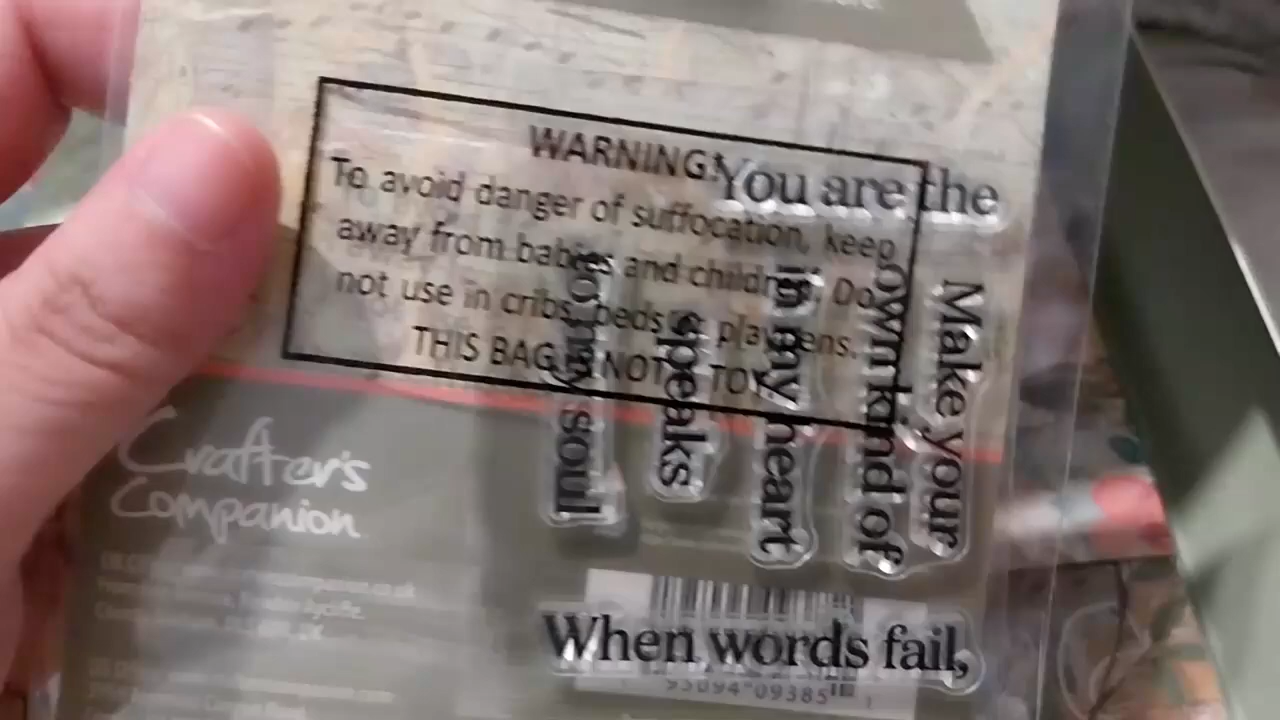 WARNING!
To avoid danger of suffocation, keep
away from babies and children. Do
not use in cribs, beds or playpens.
THIS BAG IS NOT A TOY.
You are the
Make your
own kind of
in my heart
speaks
to my soul
When words fail,
Crafter's
Companion
95094 09385